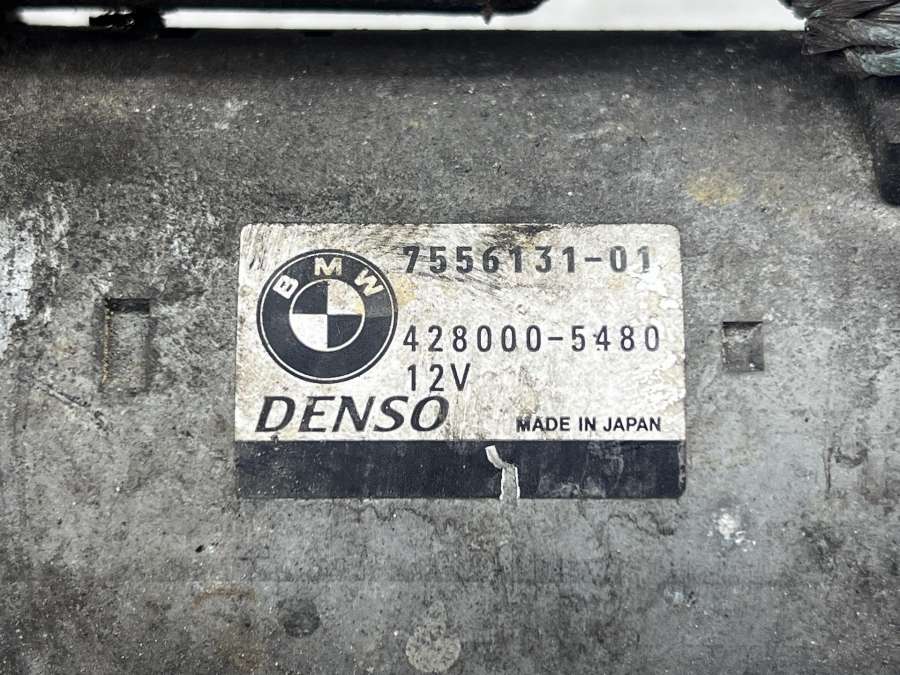 BMW
7556131-01
428000-5480
12V
DENSO
MADE IN JAPAN